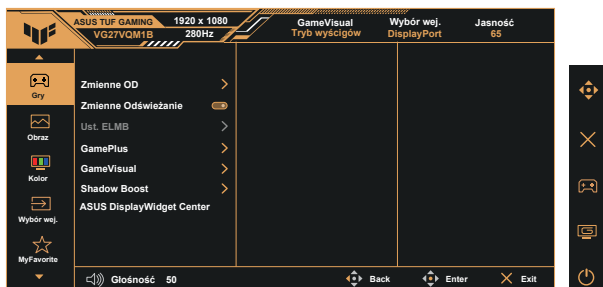 ASUS TUF GAMING 1920 x 1080 GameVisual Wybór wej. Jasność
VG27VQM1B 280Hz Tryb wyścigów DisplayPort 65
Gry
Obraz
Kolor
Wybór wej.
MyFavorite
Zmienne OD
Zmienne Odświeżanie
Ust. ELMB
GamePlus
GameVisual
Shadow Boost
ASUS DisplayWidget Center
Głośność 50 Back Enter Exit